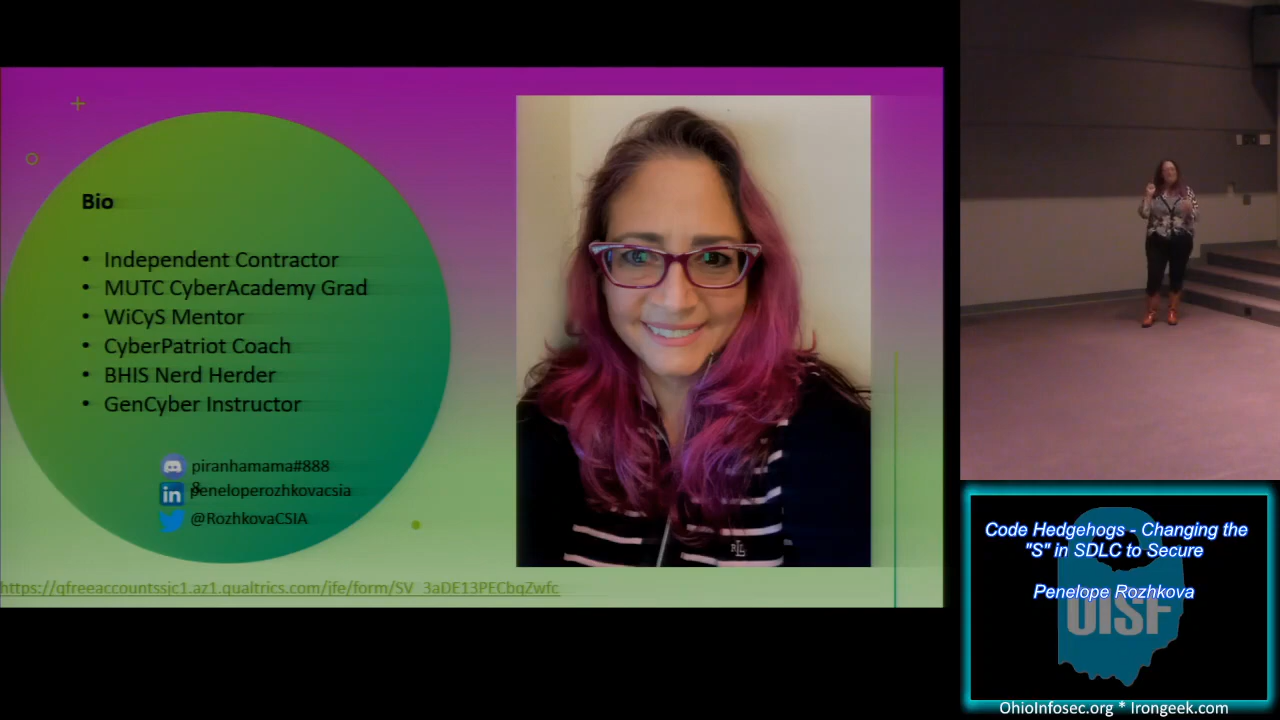 Bio
• Independent Contractor
• MUTC CyberAcademy Grad
• WiCyS Mentor
• CyberPatriot Coach
• BHIS Nerd Herder
• GenCyber Instructor
piranhamama#888
8
in peneloperozhkovacsia
@RozhkovaCSIA
https://qfreeaccountssjc1.az1.qualtrics.com/jfe/form/SV_3aDE13PECbqZwfc
Code Hedgehogs - Changing the
"S" in SDLC to Secure
Penelope Rozhkova
OISF
OhioInfosec.org * Irongeek.com